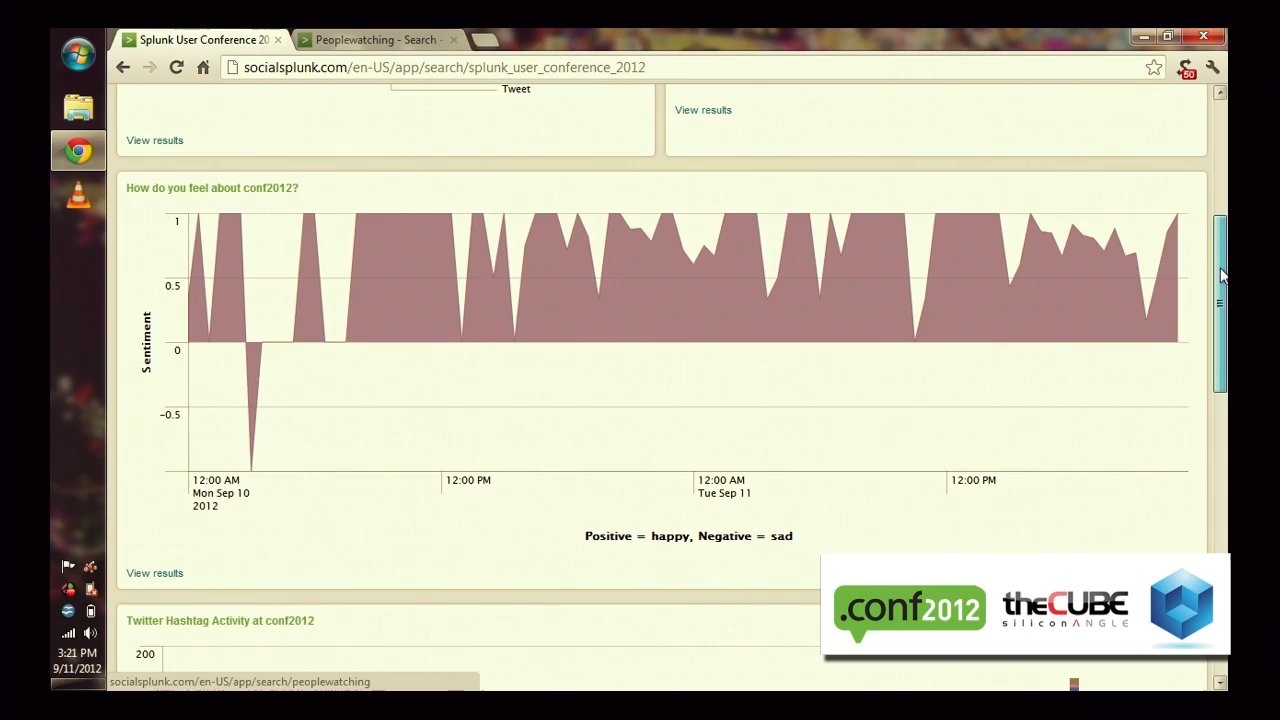 Splunk User Conference 20
Peoplewatching - Search -
socialsplunk.com/en-US/app/search/splunk_user_conference_2012
50
Tweet
View results
View results
How do you feel about conf2012?
1
0.5
0
−0.5
Sentiment
12:00 AM
Mon Sep 10
2012
12:00 PM
12:00 AM
Tue Sep 11
12:00 PM
Positive = happy, Negative = sad
View results
Twitter Hashtag Activity at conf2012
200
socialsplunk.com/en-US/app/search/peoplewatching
3:21 PM
9/11/2012
.conf2012
theCUBE
siliconANGLE